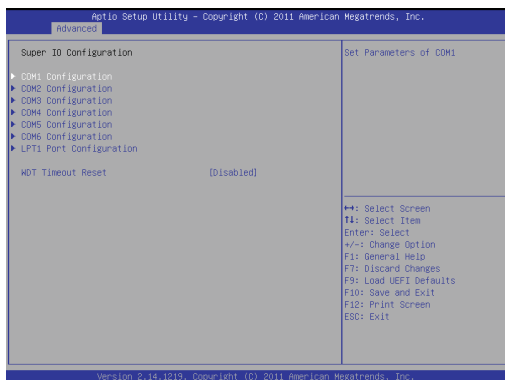 Aptio Setup Utility – Copyright (C) 2011 American Megatrends, Inc.
Advanced
Super IO Configuration
Set Parameters of COM1
COM1 Configuration
COM2 Configuration
COM3 Configuration
COM4 Configuration
COM5 Configuration
COM6 Configuration
LPT1 Port Configuration
WDT Timeout Reset [Disabled]
↔: Select Screen
↑↓: Select Item
Enter: Select
+/-: Change Option
F1: General Help
F7: Discard Changes
F9: Load UEFI Defaults
F10: Save and Exit
F12: Print Screen
ESC: Exit
Version 2.14.1219. Copyright (C) 2011 American Megatrends, Inc.